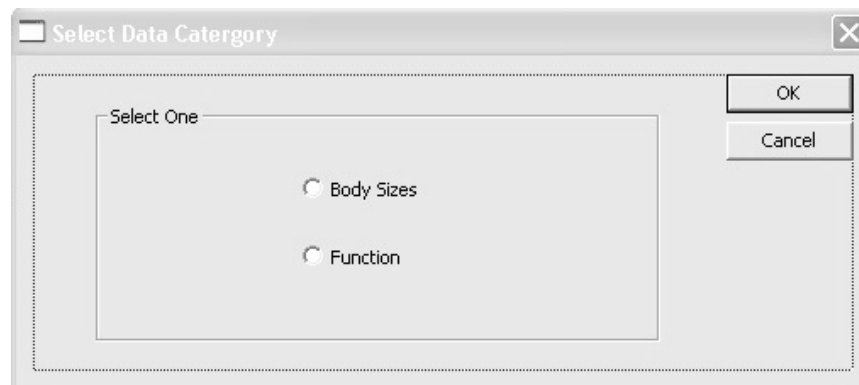 Select Data Catergory
OK
Select One
Cancel
Body Sizes
Function